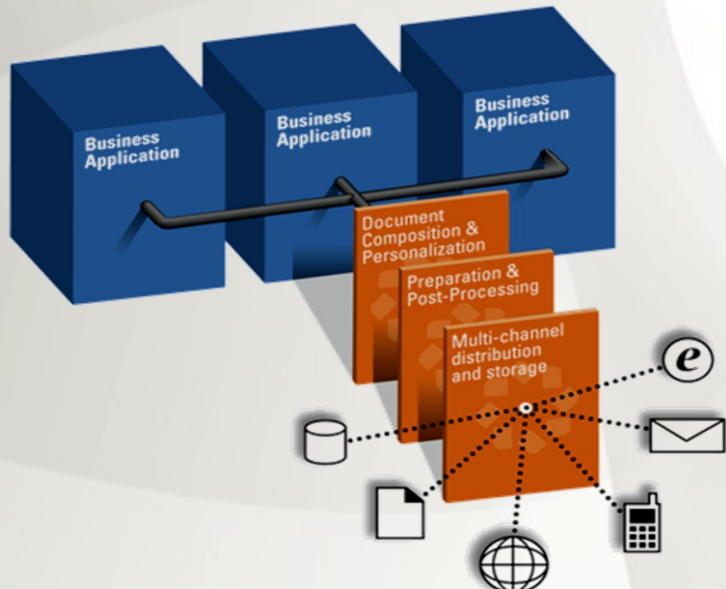 Business
Application
Business
Application
Business
Application
Document
Composition &
Personalization
Preparation &
Post-Processing
Multi-channel
distribution
and storage
e